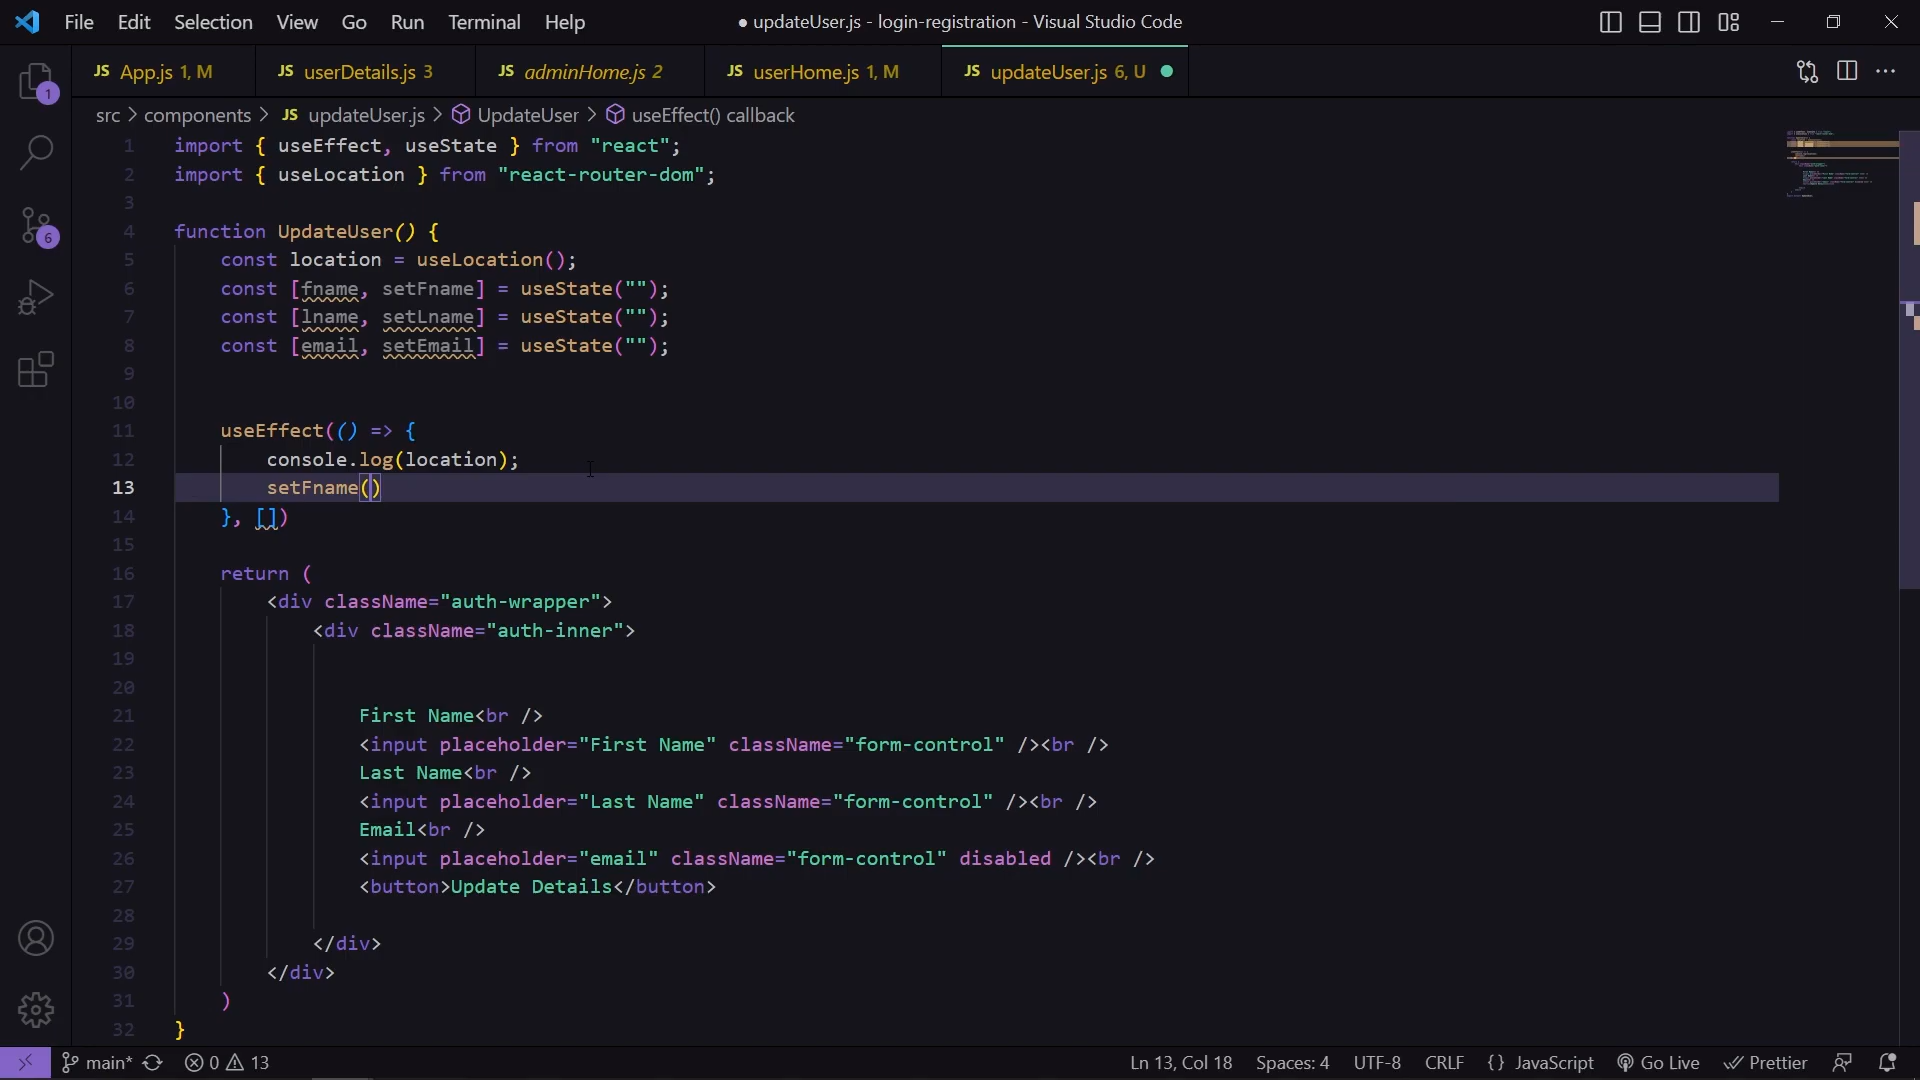 File Edit Selection View Go Run Terminal Help ● updateUser.js - login-registration - Visual Studio Code
JS App.js 1, M JS userDetails.js 3 JS adminHome.js 2 JS userHome.js 1, M JS updateUser.js 6, U
src > components > JS updateUser.js > UpdateUser > useEffect() callback
1 import { useEffect, useState } from "react";
2 import { useLocation } from "react-router-dom";
3
4 function UpdateUser() {
5 const location = useLocation();
6 const [fname, setFname] = useState("");
7 const [lname, setLname] = useState("");
8 const [email, setEmail] = useState("");
9
10
11 useEffect(() => {
12 console.log(location);
13 setFname()
14 }, [])
15
16 return (
17 <div className="auth-wrapper">
18 <div className="auth-inner">
19
20
21 First Name<br />
22 <input placeholder="First Name" className="form-control" /><br />
23 Last Name<br />
24 <input placeholder="Last Name" className="form-control" /><br />
25 Email<br />
26 <input placeholder="email" className="form-control" disabled /><br />
27 <button>Update Details</button>
28
29 </div>
30 </div>
31 )
32 }
1
6
main* 0 13 Ln 13, Col 18 Spaces: 4 UTF-8 CRLF {} JavaScript Go Live Prettier